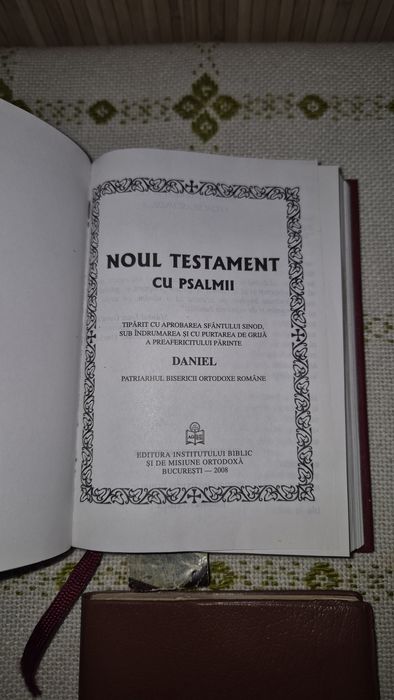 NOUL TESTAMENT
CU PSALMII
TIPĂRIT CU APROBAREA SFÂNTULUI SINOD,
SUB ÎNDRUMAREA ȘI CU PURTAREA DE GRIJĂ
A PREAFERICITULUI PĂRINTE
DANIEL
PATRIARHUL BISERICII ORTODOXE ROMÂNE
EDITURA INSTITUTULUI BIBLIC
ȘI DE MISIUNE ORTODOXĂ
BUCUREȘTI — 2008